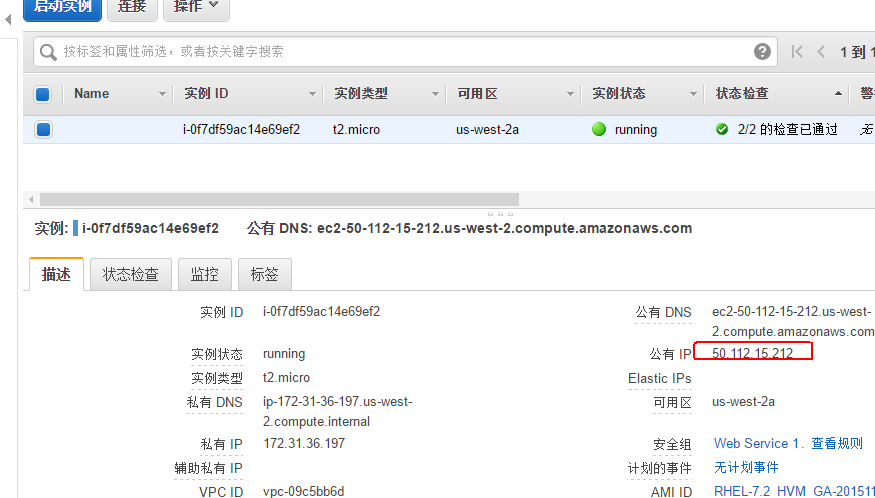 启动实例 连接 操作
按标签和属性筛选，或者按关键字搜索 ? 1 到 1
Name 实例 ID 实例类型 可用区 实例状态 状态检查 警
i-0f7df59ac14e69ef2 t2.micro us-west-2a running 2/2 的检查已通过 无
实例: i-0f7df59ac14e69ef2 公有 DNS: ec2-50-112-15-212.us-west-2.compute.amazonaws.com
描述 状态检查 监控 标签
实例 ID i-0f7df59ac14e69ef2 公有 DNS ec2-50-112-15-212.us-west-
2.compute.amazonaws.com
实例状态 running 公有 IP 50.112.15.212
实例类型 t2.micro Elastic IPs
私有 DNS ip-172-31-36-197.us-west- 可用区 us-west-2a
2.compute.internal
私有 IP 172.31.36.197 安全组 Web Service 1. 查看规则
辅助私有 IP 计划的事件 无计划事件
VPC ID vpc-09c5bb6d AMI ID RHEL-7.2_HVM_GA-201511